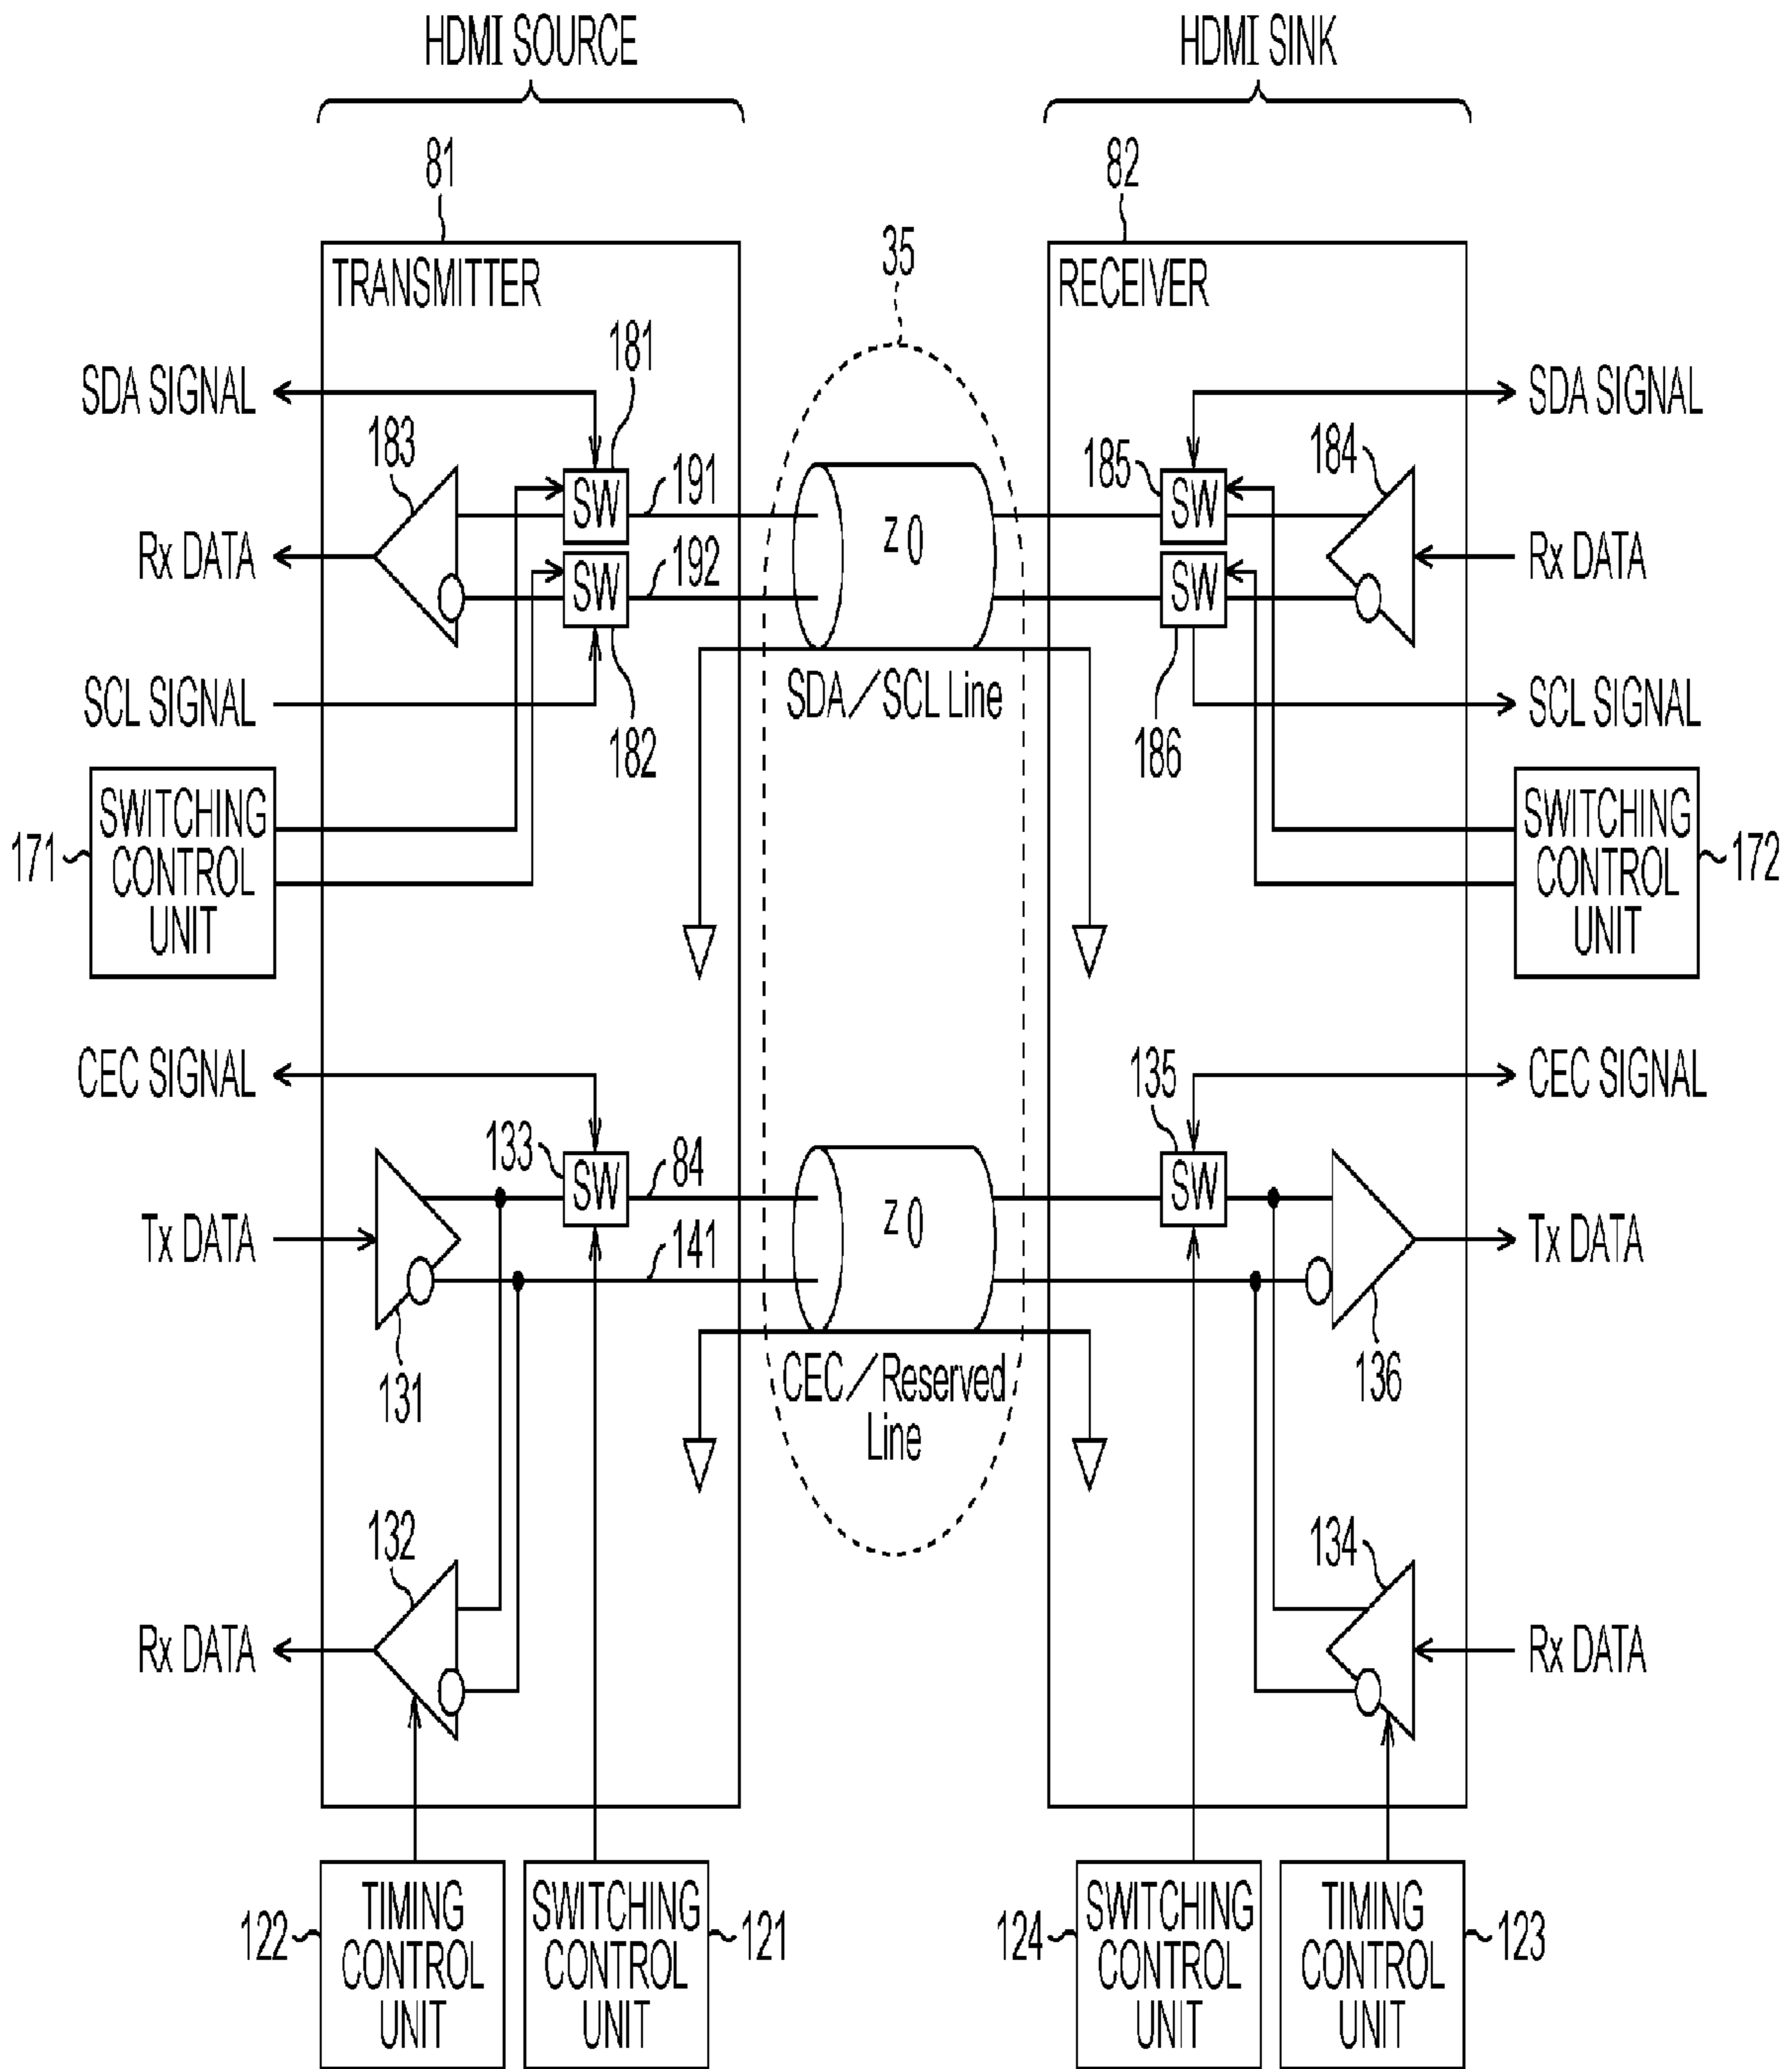 HDMI SOURCE
HDMI SINK
81
82
35
TRANSMITTER
RECEIVER
181
SDA SIGNAL
SDA SIGNAL
183
185
184
SW
191
Z0
SW
Rx DATA
Rx DATA
SW
192
SW
SCL SIGNAL
182
SDA/SCL Line
186
SCL SIGNAL
171
SWITCHING
CONTROL
UNIT
SWITCHING
CONTROL
UNIT
172
CEC SIGNAL
135
CEC SIGNAL
133
SW
84
Z0
SW
Tx DATA
141
Tx DATA
131
CEC/Reserved
Line
136
132
134
Rx DATA
Rx DATA
122
TIMING
CONTROL
UNIT
SWITCHING
CONTROL
UNIT
121
124
SWITCHING
CONTROL
UNIT
TIMING
CONTROL
UNIT
123